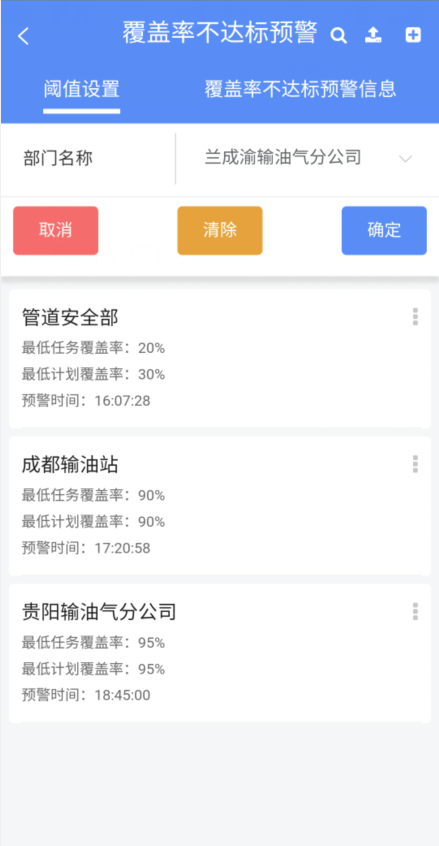 覆盖率不达标预警
阈值设置
覆盖率不达标预警信息
部门名称
兰成渝输油气分公司
取消
清除
确定
管道安全部
最低任务覆盖率：20%
最低计划覆盖率：30%
预警时间：16:07:28
成都输油站
最低任务覆盖率：90%
最低计划覆盖率：90%
预警时间：17:20:58
贵阳输油气分公司
最低任务覆盖率：95%
最低计划覆盖率：95%
预警时间：18:45:00